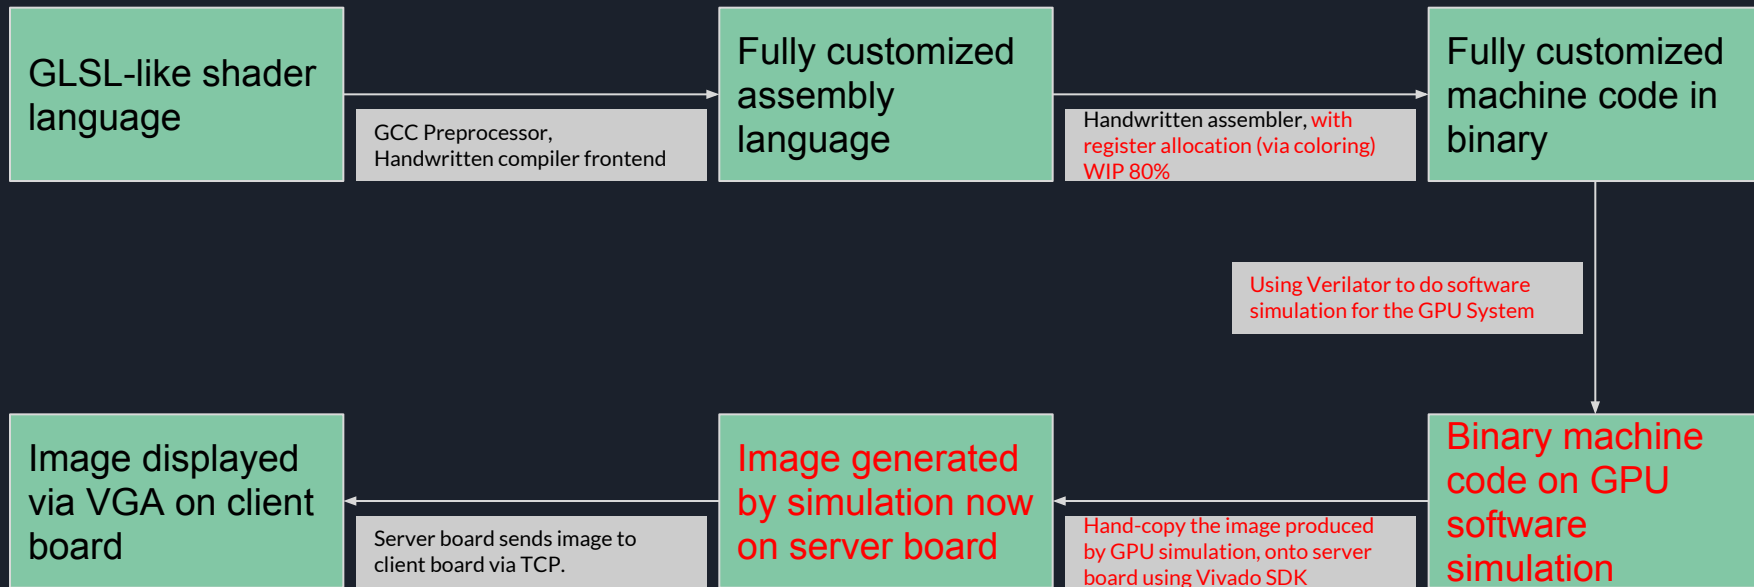 GLSL-like shader
language
GCC Preprocessor,
Handwritten compiler frontend
Fully customized
assembly
language
Handwritten assembler, with
register allocation (via coloring)
WIP 80%
Fully customized
machine code in
binary
Using Verilator to do software
simulation for the GPU System
Binary machine
code on GPU
software
simulation
Hand-copy the image produced
by GPU simulation, onto server
board using Vivado SDK
Image generated
by simulation now
on server board
Server board sends image to
client board via TCP.
Image displayed
via VGA on client
board